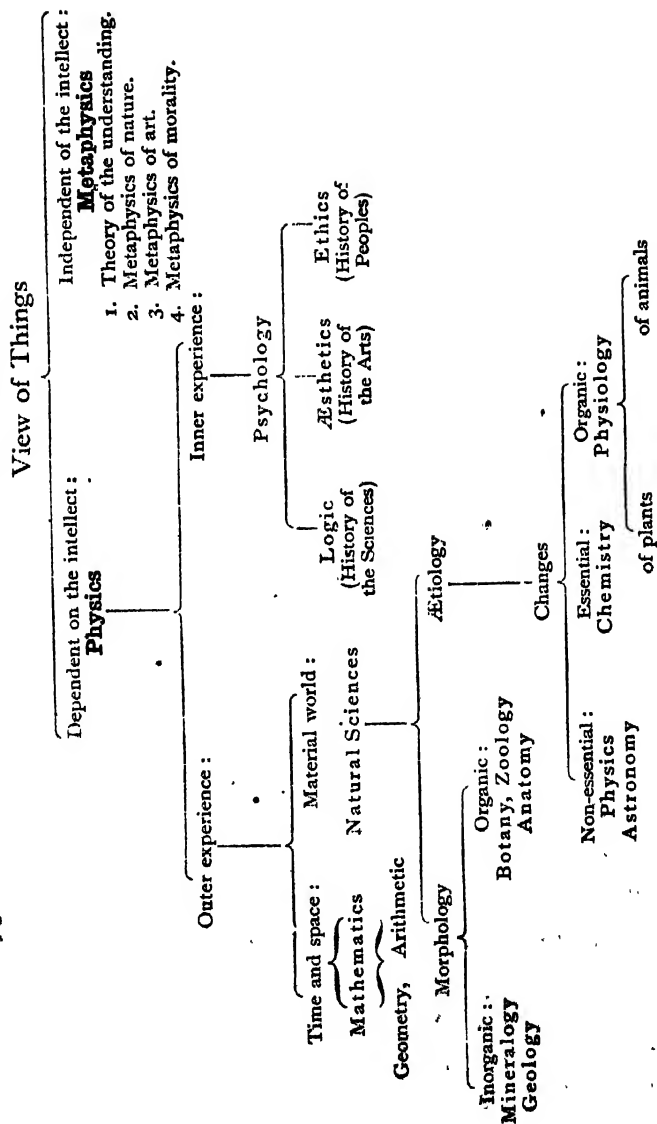 View of Things
Dependent on the intellect :
Physics
Independent of the intellect :
Metaphysics
1. Theory of the understanding.
2. Metaphysics of nature.
3. Metaphysics of art.
4. Metaphysics of morality.
Outer experience :
Inner experience :
Time and space :
Mathematics
Geometry, Arithmetic
Material world :
Natural Sciences
Psychology
Logic
(History of
the Sciences)
Æsthetics
(History of
the Arts)
Ethics
(History of
Peoples)
Morphology
Ætiology
Inorganic :
Mineralogy
Geology
Organic :
Botany, Zoology
Anatomy
Changes
Non-essential :
Physics
Astronomy
Essential :
Chemistry
Organic :
Physiology
of plants
of animals